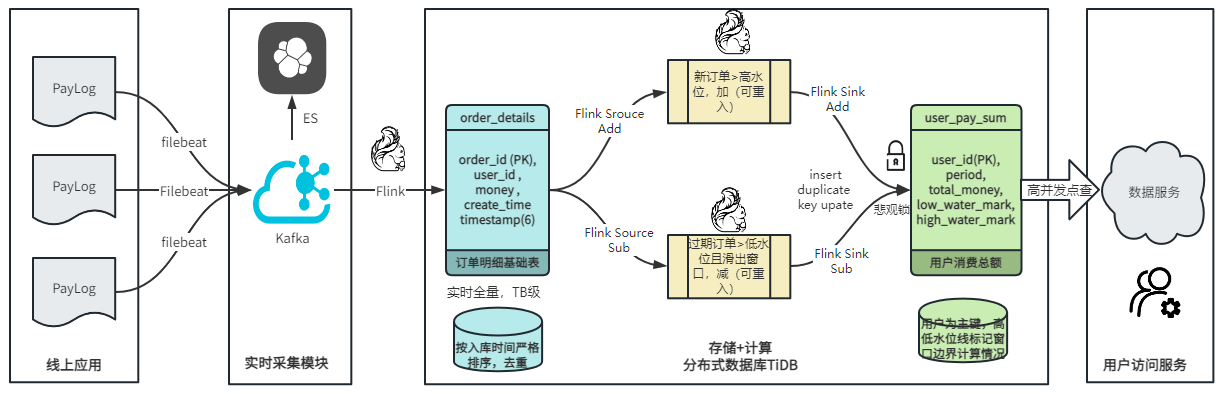 PayLog
PayLog
PayLog
filebeat
Filebeat
filebeat
线上应用
ES
Kafka
实时采集模块
Flink
order_details
order_id (PK),
user_id ,
money ,
create_time
timestamp(6)
订单明细基础表
实时全量，TB级
按入库时间严格
排序，去重
Flink Srouce
Add
Flink Source
Sub
新订单>高水
位，加（可重
入）
过期订单>低水
位且滑出窗
口，减（可重
入）
Flink Sink
Add
insert
duplicate
key upate
Flink Sink
Sub
悲观锁
存储+计算
分布式数据库TiDB
user_pay_sum
user_id(PK),
period,
total_money,
low_water_mark,
high_water_mark
用户消费总额
用户为主键，高
低水位线标记窗
口边界计算情况
高并发点查
数据服务
用户访问服务